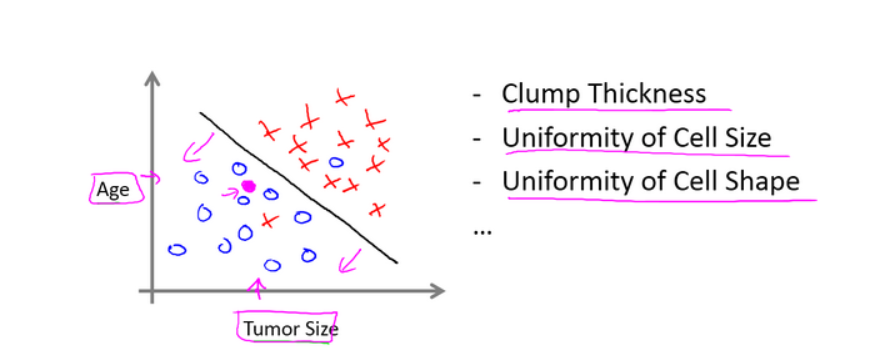 - Clump Thickness
- Uniformity of Cell Size
- Uniformity of Cell Shape
...
Age
Tumor Size